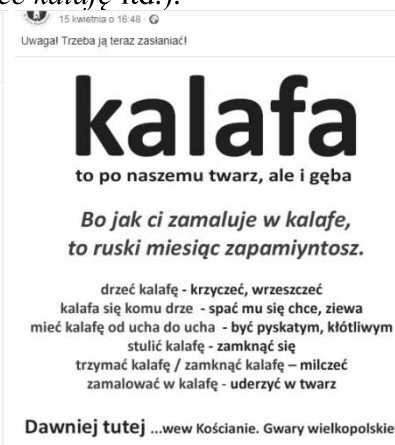 kalafę itd.).
15 kwietnia o 16:48 ·
Uwaga! Trzeba ją teraz zasłaniać!
kalafa
to po naszemu twarz, ale i gęba
Bo jak ci zamaluje w kalafe,
to ruski miesiąc zapamiyntosz.
drzeć kalafę - krzyczeć, wrzeszczeć
kalafa się komu drze - spać mu się chce, ziewa
mieć kalafę od ucha do ucha - być pyskatym, kłótliwym
stulić kalafę - zamknąć się
trzymać kalafę / zamknąć kalafę – milczeć
zamalować w kalafę - uderzyć w twarz
Dawniej tutej ...wew Kościanie. Gwary wielkopolskie